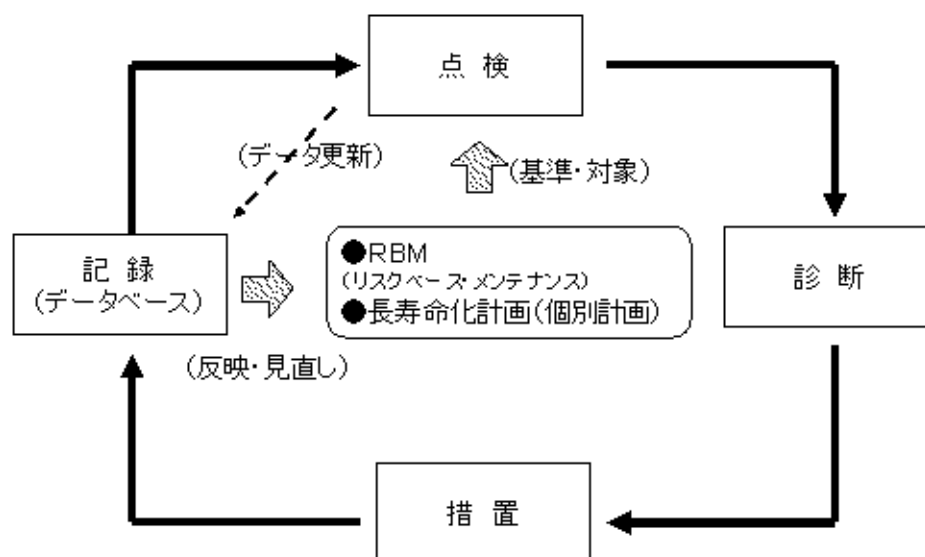 点 検
(データ更新)
(基準・対象)
記 録
(データベース)
●RBM
(リスクベース・メンテナンス)
●長寿命化計画(個別計画)
診 断
(反映・見直し)
措 置